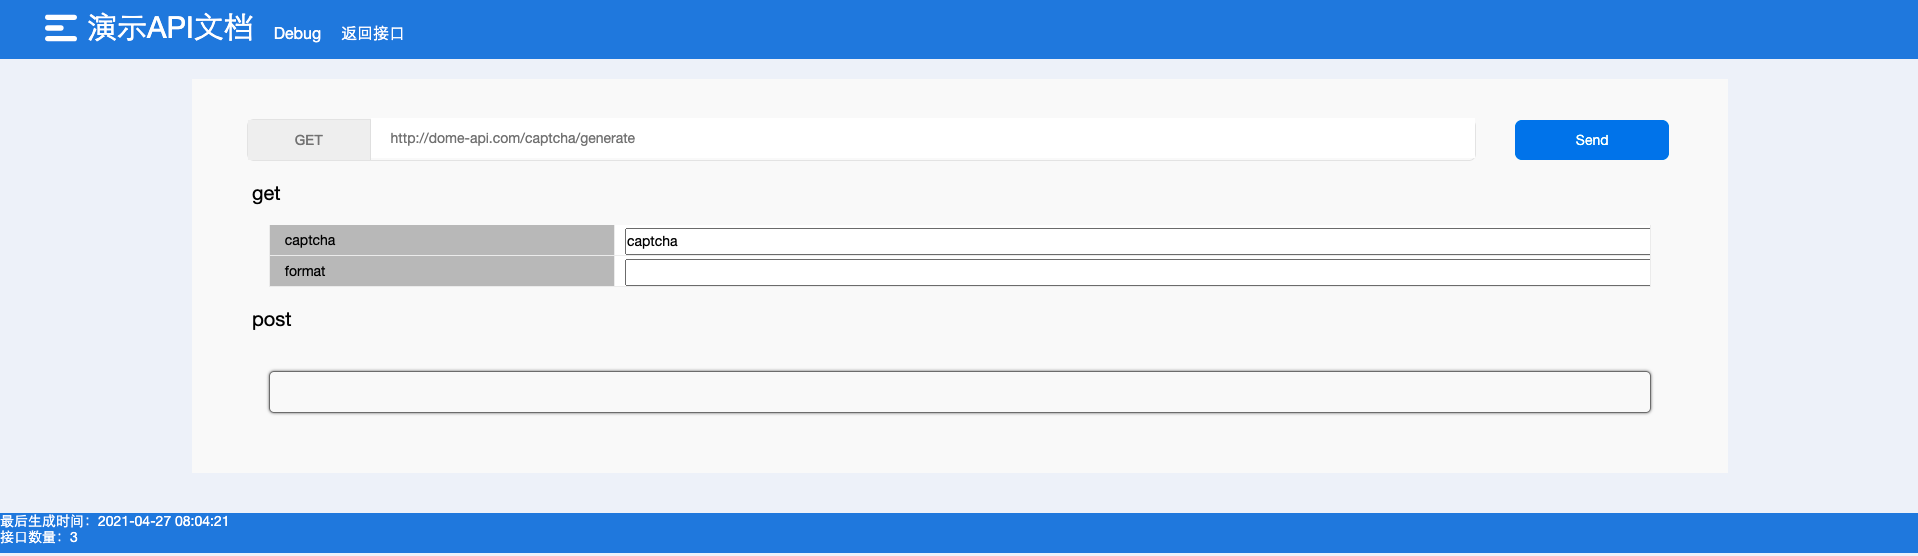 演示API文档 Debug 返回接口
GET http://dome-api.com/captcha/generate Send
get
captcha captcha
format
post
最后生成时间：2021-04-27 08:04:21
接口数量：3